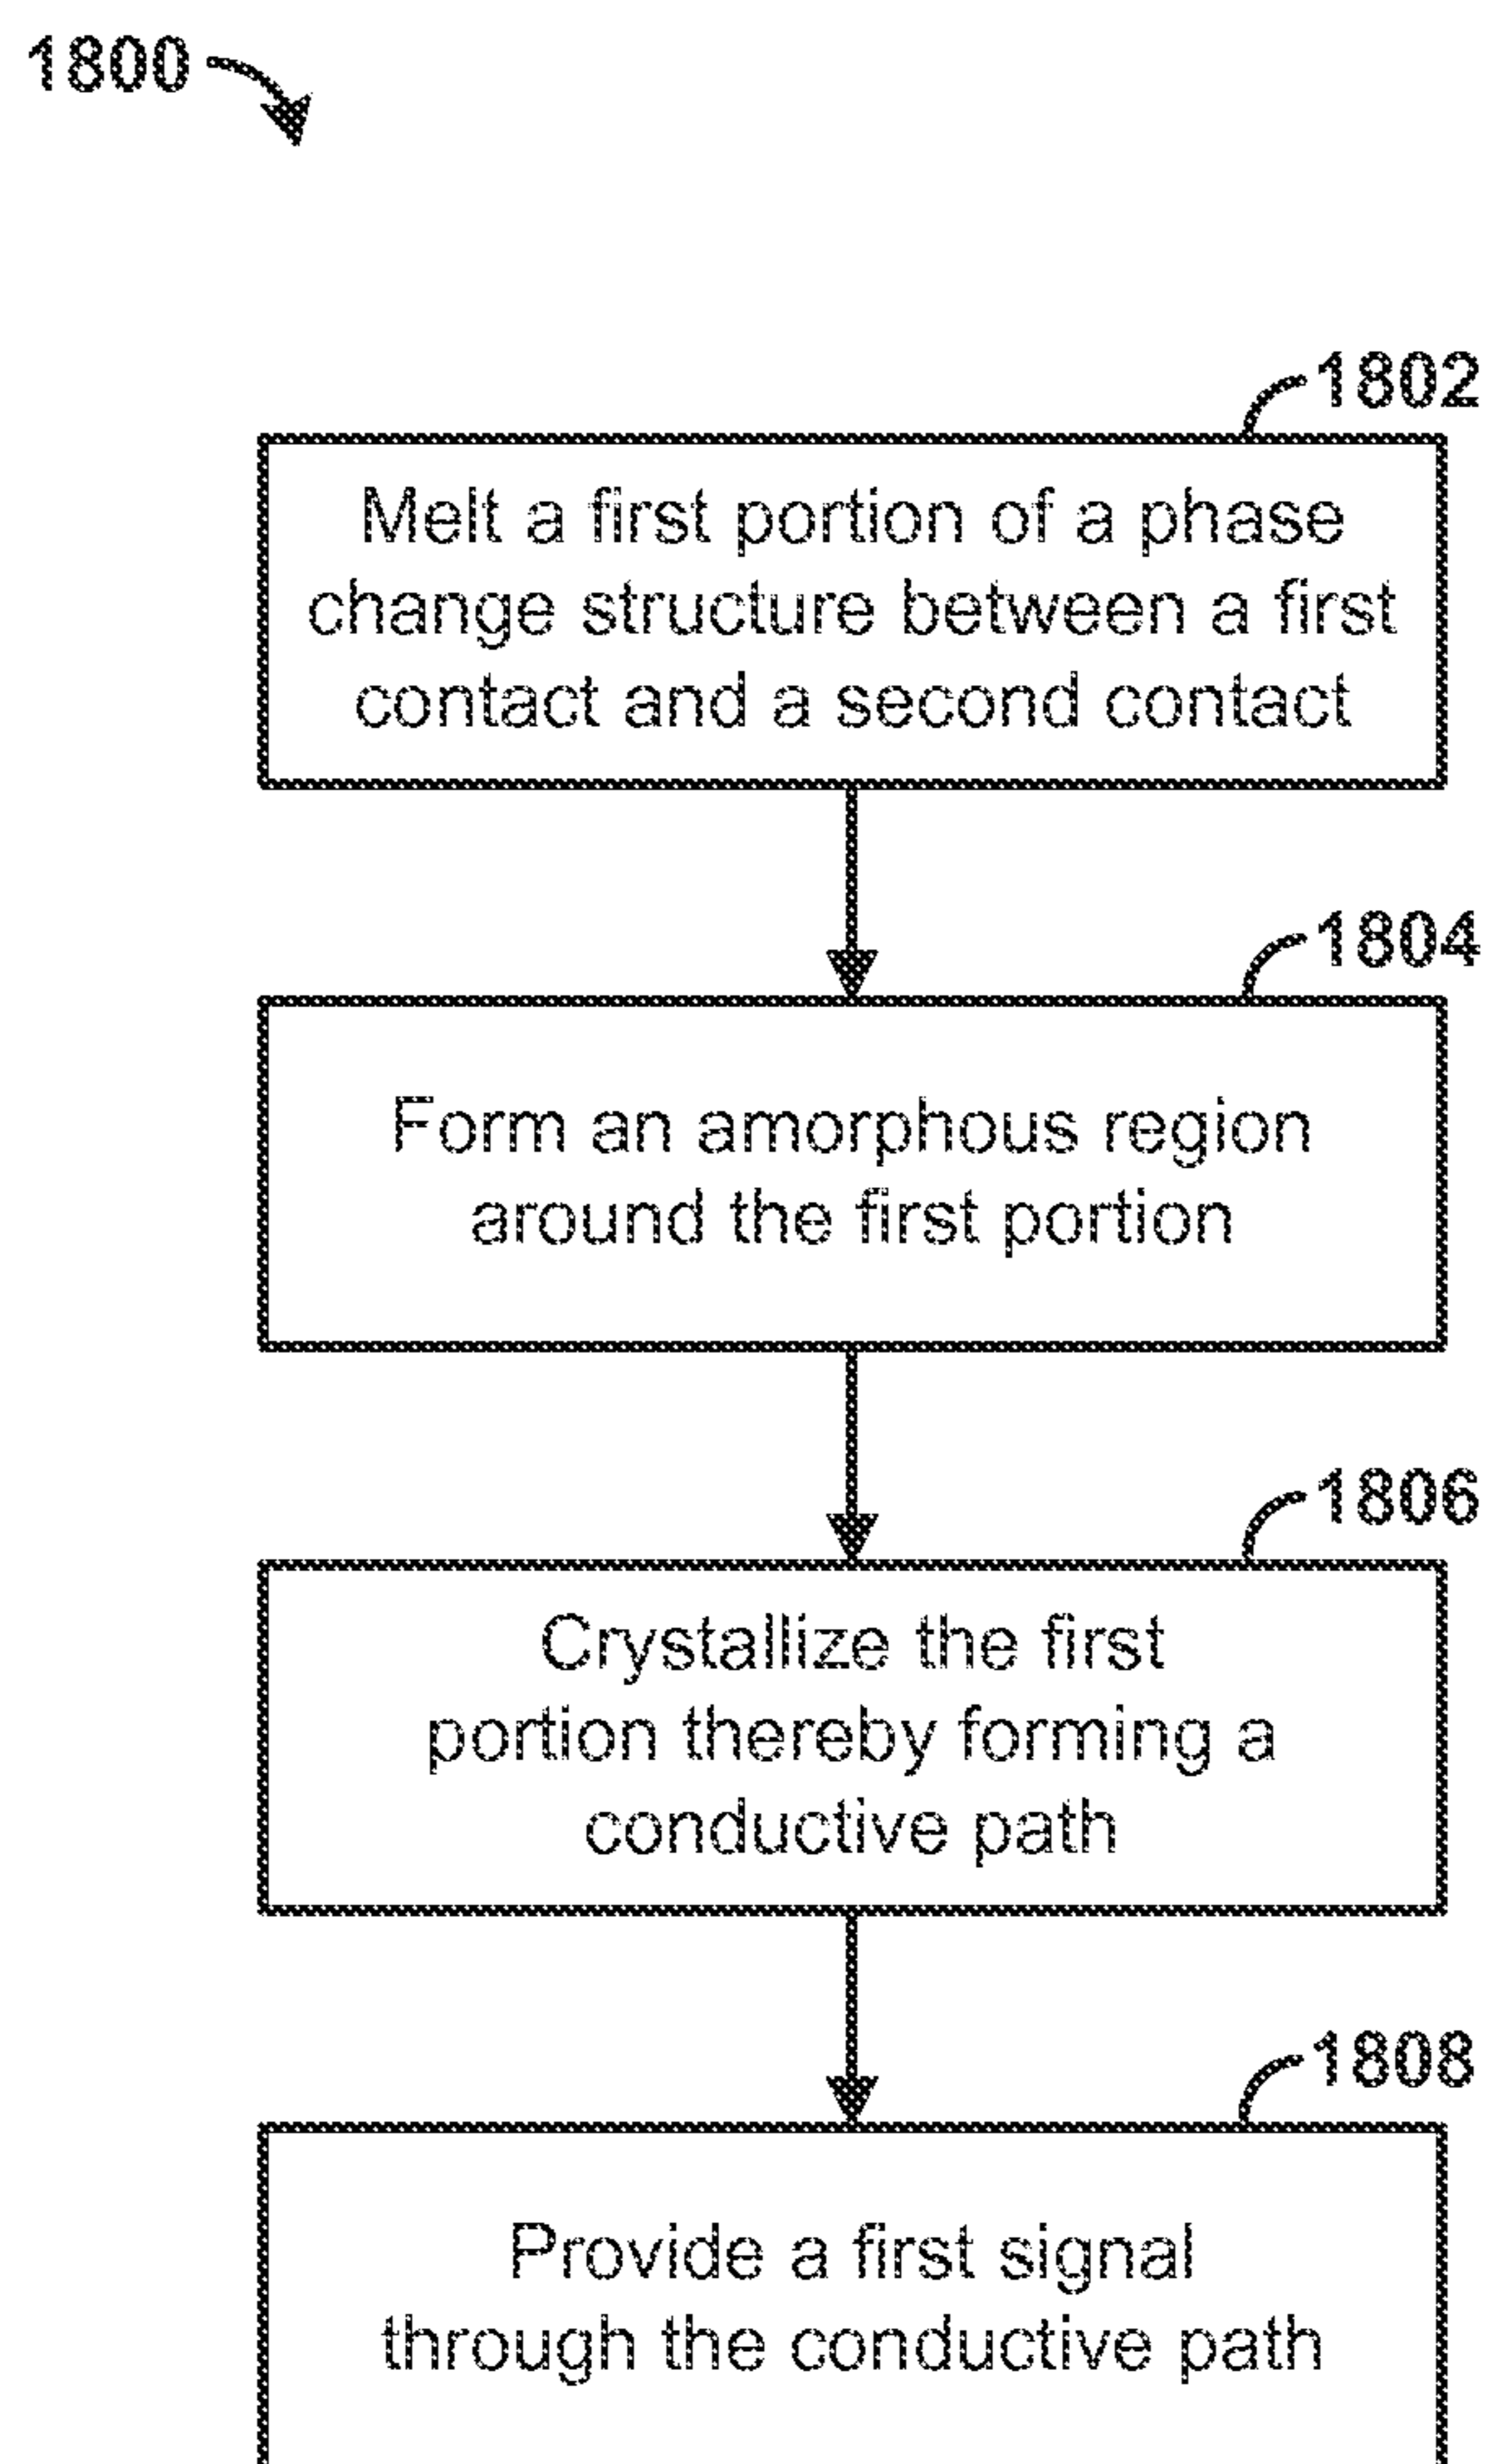 1800
1802
Melt a first portion of a phase
change structure between a first
contact and a second contact
1804
Form an amorphous region
around the first portion
1806
Crystallize the first
portion thereby forming a
conductive path
1808
Provide a first signal
through the conductive path